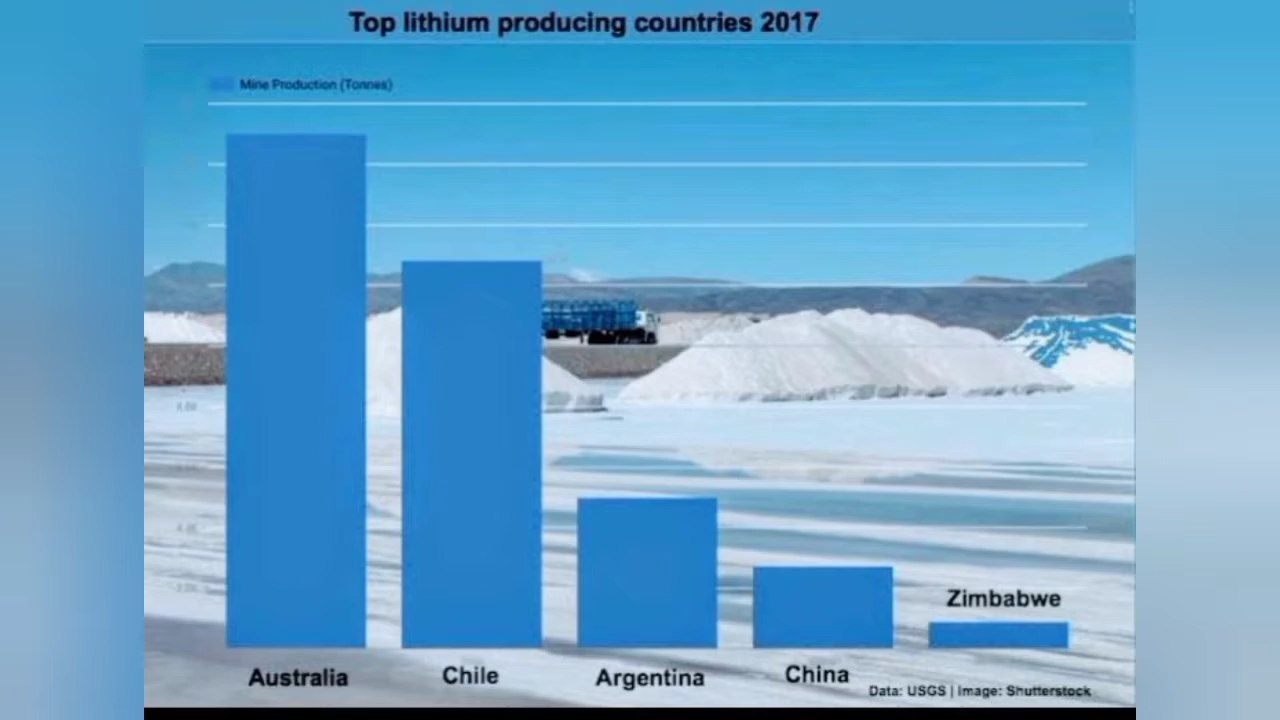 Top lithium producing countries 2017
Mine Production (Tonnes)
Zimbabwe
Australia
Chile
Argentina
China
Data: USGS | Image: Shutterstock